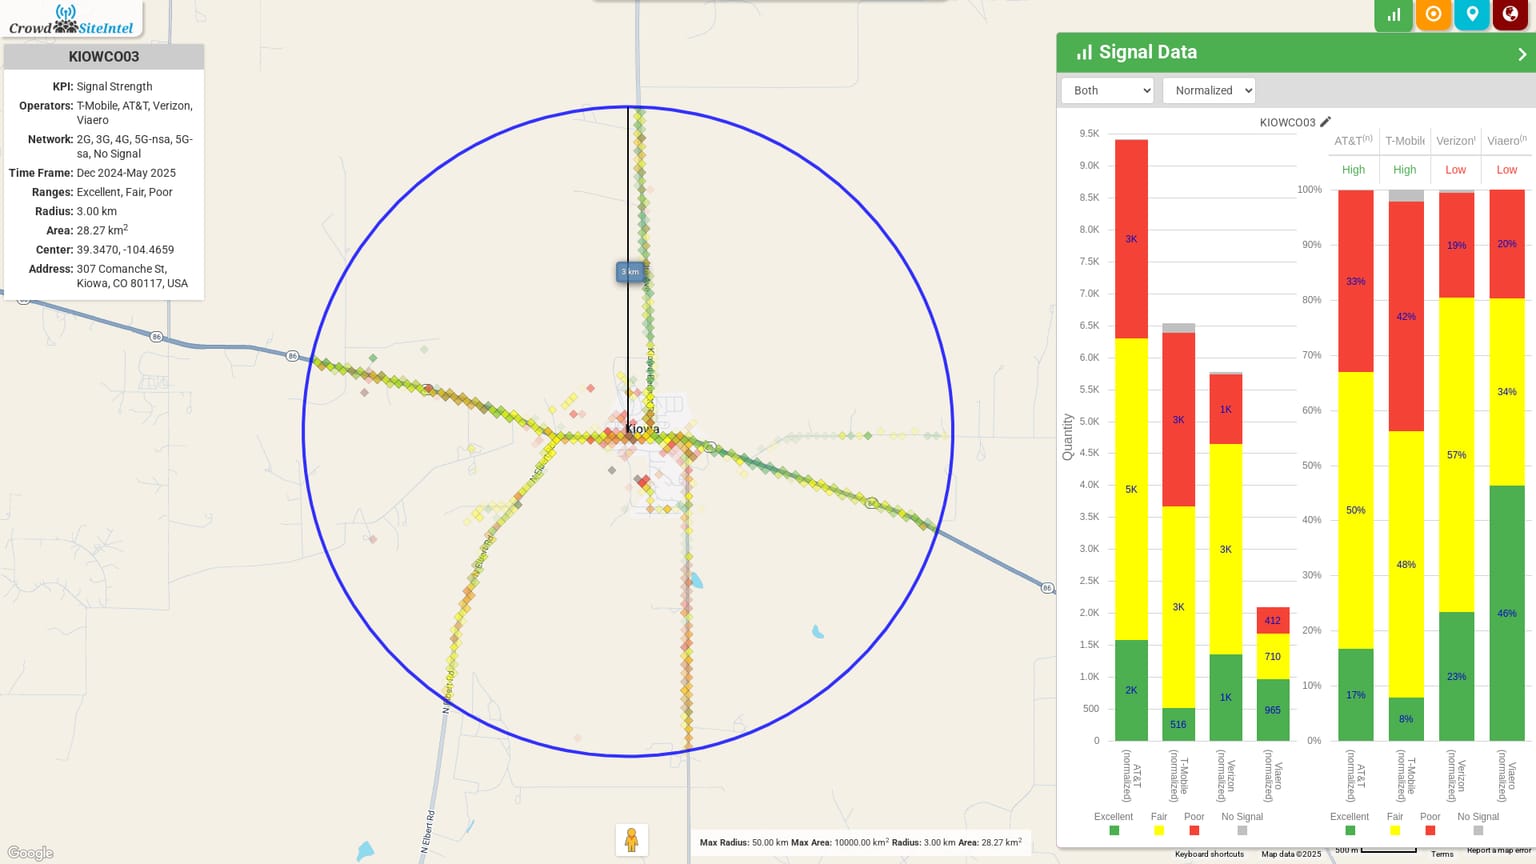 Crowd SiteIntel
KIOWCO03
KPI: Signal Strength
Operators: T-Mobile, AT&T, Verizon,
Viaero
Network: 2G, 3G, 4G, 5G-nsa, 5G-
sa, No Signal
Time Frame: Dec 2024-May 2025
Ranges: Excellent, Fair, Poor
Radius: 3.00 km
Area: 28.27 km2
Center: 39.3470, -104.4659
Address: 307 Comanche St,
Kiowa, CO 80117, USA
86
86
3 km
Kiowa
86
86
N Elbert Rd
N Elbert Rd
N Elbert Rd
Google
Max Radius: 50.00 km Max Area: 10000.00 km2 Radius: 3.00 km Area: 28.27 km2
Signal Data
Both
Normalized
KIOWCO03
Quantity
9.5K
9.0K
8.5K
8.0K
7.5K
7.0K
6.5K
6.0K
5.5K
5.0K
4.5K
4.0K
3.5K
3.0K
2.5K
2.0K
1.5K
1.0K
500
0
3K
5K
2K
3K
3K
516
1K
3K
1K
412
710
965
AT&T
(normalized)
T-Mobile
(normalized)
Verizon
(normalized)
Viaero
(normalized)
Excellent Fair Poor No Signal
AT&T(n) T-Mobile Verizon Viaero(n
High High Low Low
100%
90%
80%
70%
60%
50%
40%
30%
20%
10%
0%
33%
50%
17%
42%
48%
8%
19%
57%
23%
20%
34%
46%
AT&T
(normalized)
T-Mobile
(normalized)
Verizon
(normalized)
Viaero
(normalized)
Excellent Fair Poor No Signal
Keyboard shortcuts Map data ©2025 500 m Terms Report a map error